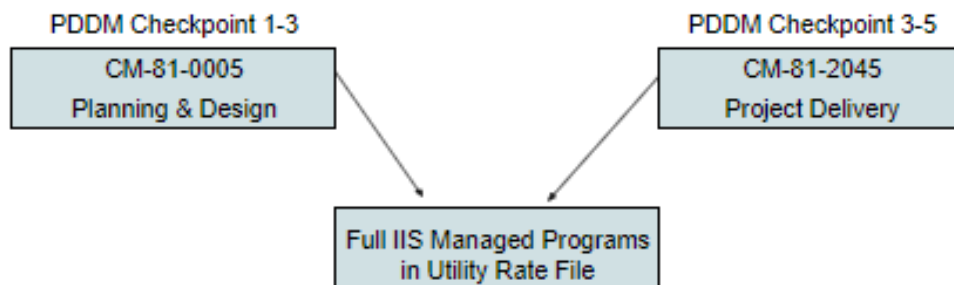 PDDM Checkpoint 1-3
CM-81-0005
Planning & Design
PDDM Checkpoint 3-5
CM-81-2045
Project Delivery
Full IIS Managed Programs
in Utility Rate File